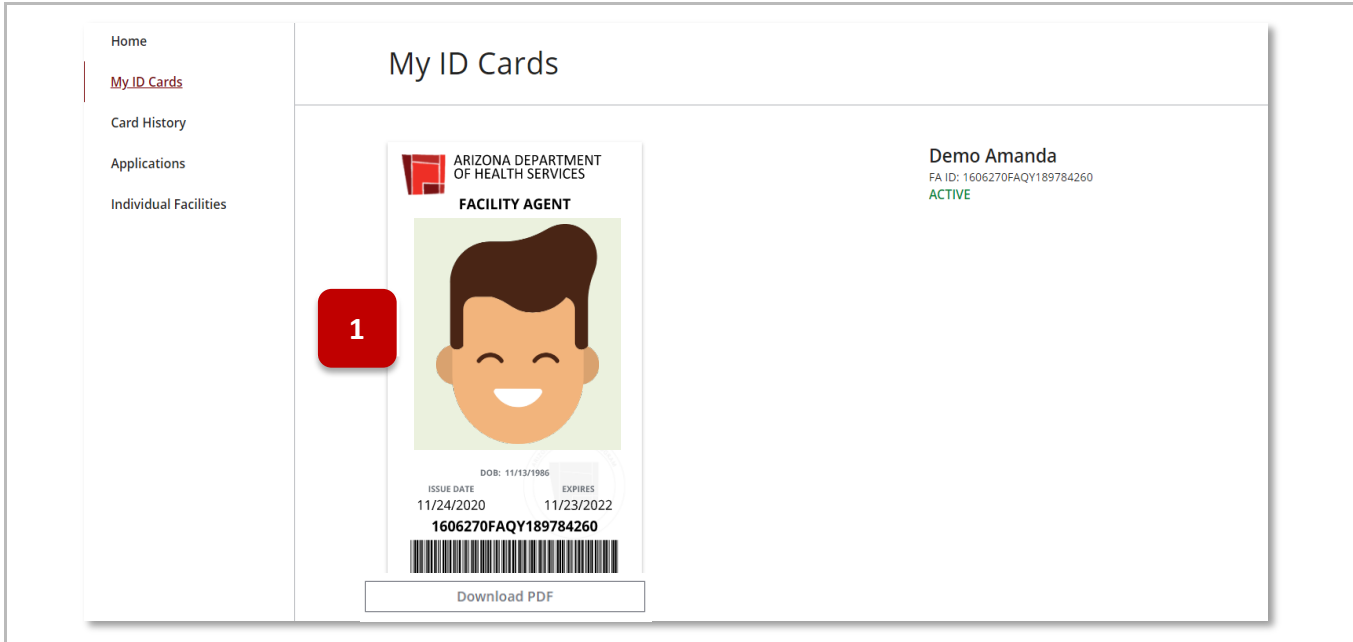 Home
My ID Cards
Card History
Applications
Individual Facilities
My ID Cards
ARIZONA DEPARTMENT
OF HEALTH SERVICES
FACILITY AGENT
1
DOB: 11/13/1986
ISSUE DATE EXPIRES
11/24/2020 11/23/2022
1606270FAQY189784260
Download PDF
Demo Amanda
FA ID: 1606270FAQY189784260
ACTIVE